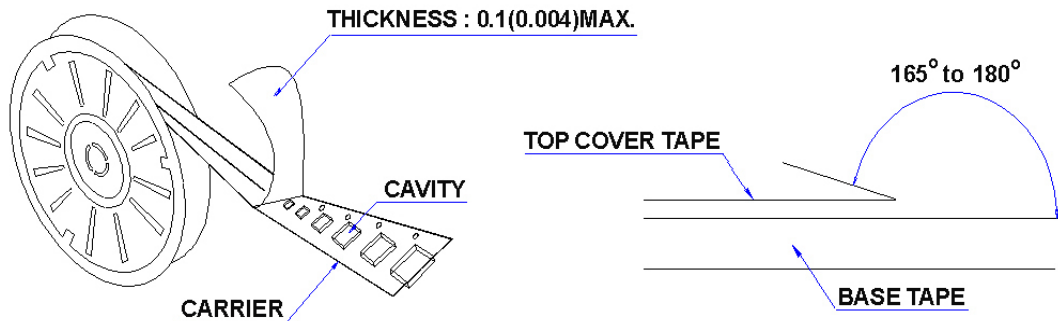 THICKNESS : 0.1(0.004)MAX.
CAVITY
CARRIER
165° to 180°
TOP COVER TAPE
BASE TAPE